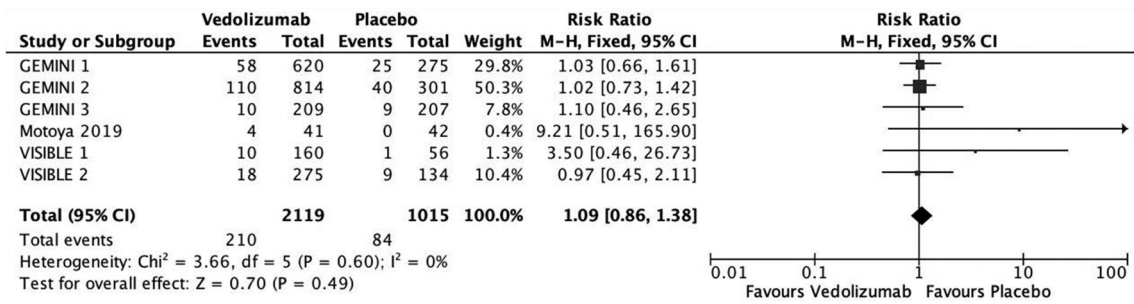 Vedolizumab Placebo Risk Ratio Risk Ratio
Study or Subgroup Events Total Events Total Weight M-H, Fixed, 95% CI M-H, Fixed, 95% CI
GEMINI 1 58 620 25 275 29.8% 1.03 [0.66, 1.61]
GEMINI 2 110 814 40 301 50.3% 1.02 [0.73, 1.42]
GEMINI 3 10 209 9 207 7.8% 1.10 [0.46, 2.65]
Motoya 2019 4 41 0 42 0.4% 9.21 [0.51, 165.90]
VISIBLE 1 10 160 1 56 1.3% 3.50 [0.46, 26.73]
VISIBLE 2 18 275 9 134 10.4% 0.97 [0.45, 2.11]
Total (95% CI) 2119 1015 100.0% 1.09 [0.86, 1.38]
Total events 210 84
Heterogeneity: Chi² = 3.66, df = 5 (P = 0.60); I² = 0%
Test for overall effect: Z = 0.70 (P = 0.49)
0.01 0.1 1 10 100
Favours Vedolizumab Favours Placebo